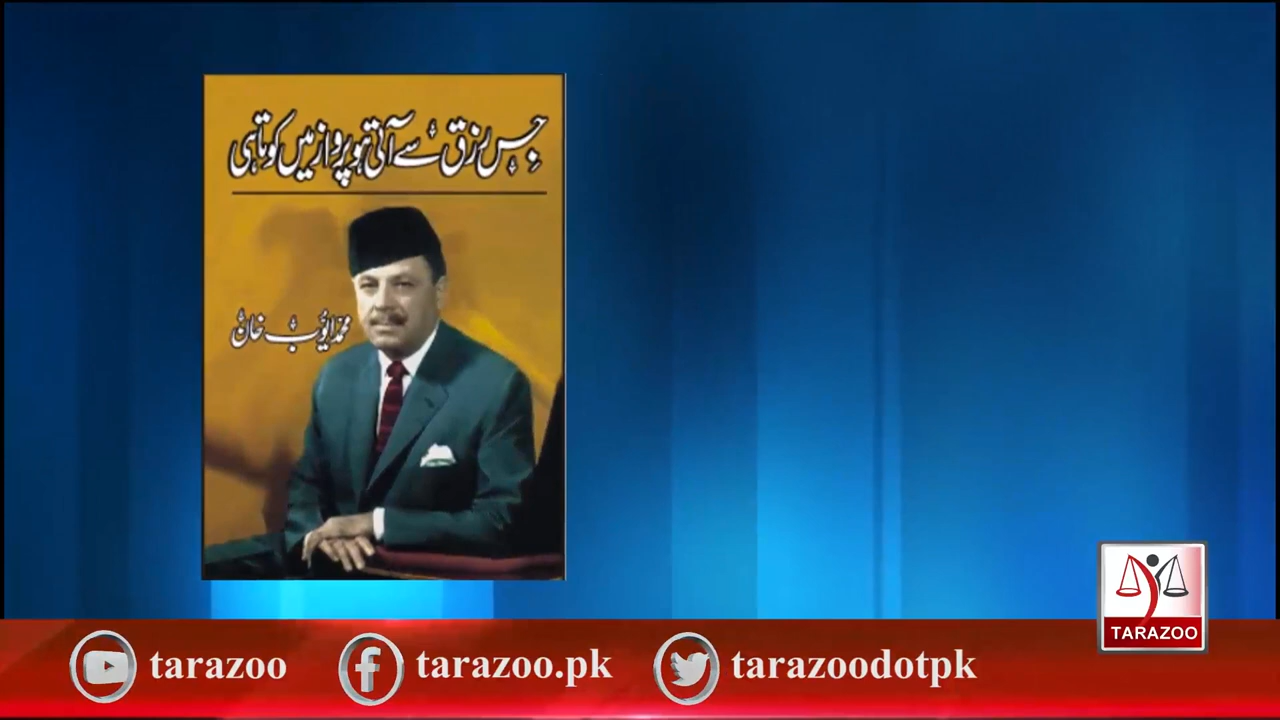 جس رزق سے آتی ہو پرواز میں کوتاہی
محمد ایوب خان
TARAZOO
tarazoo
tarazoo.pk
tarazoodotpk